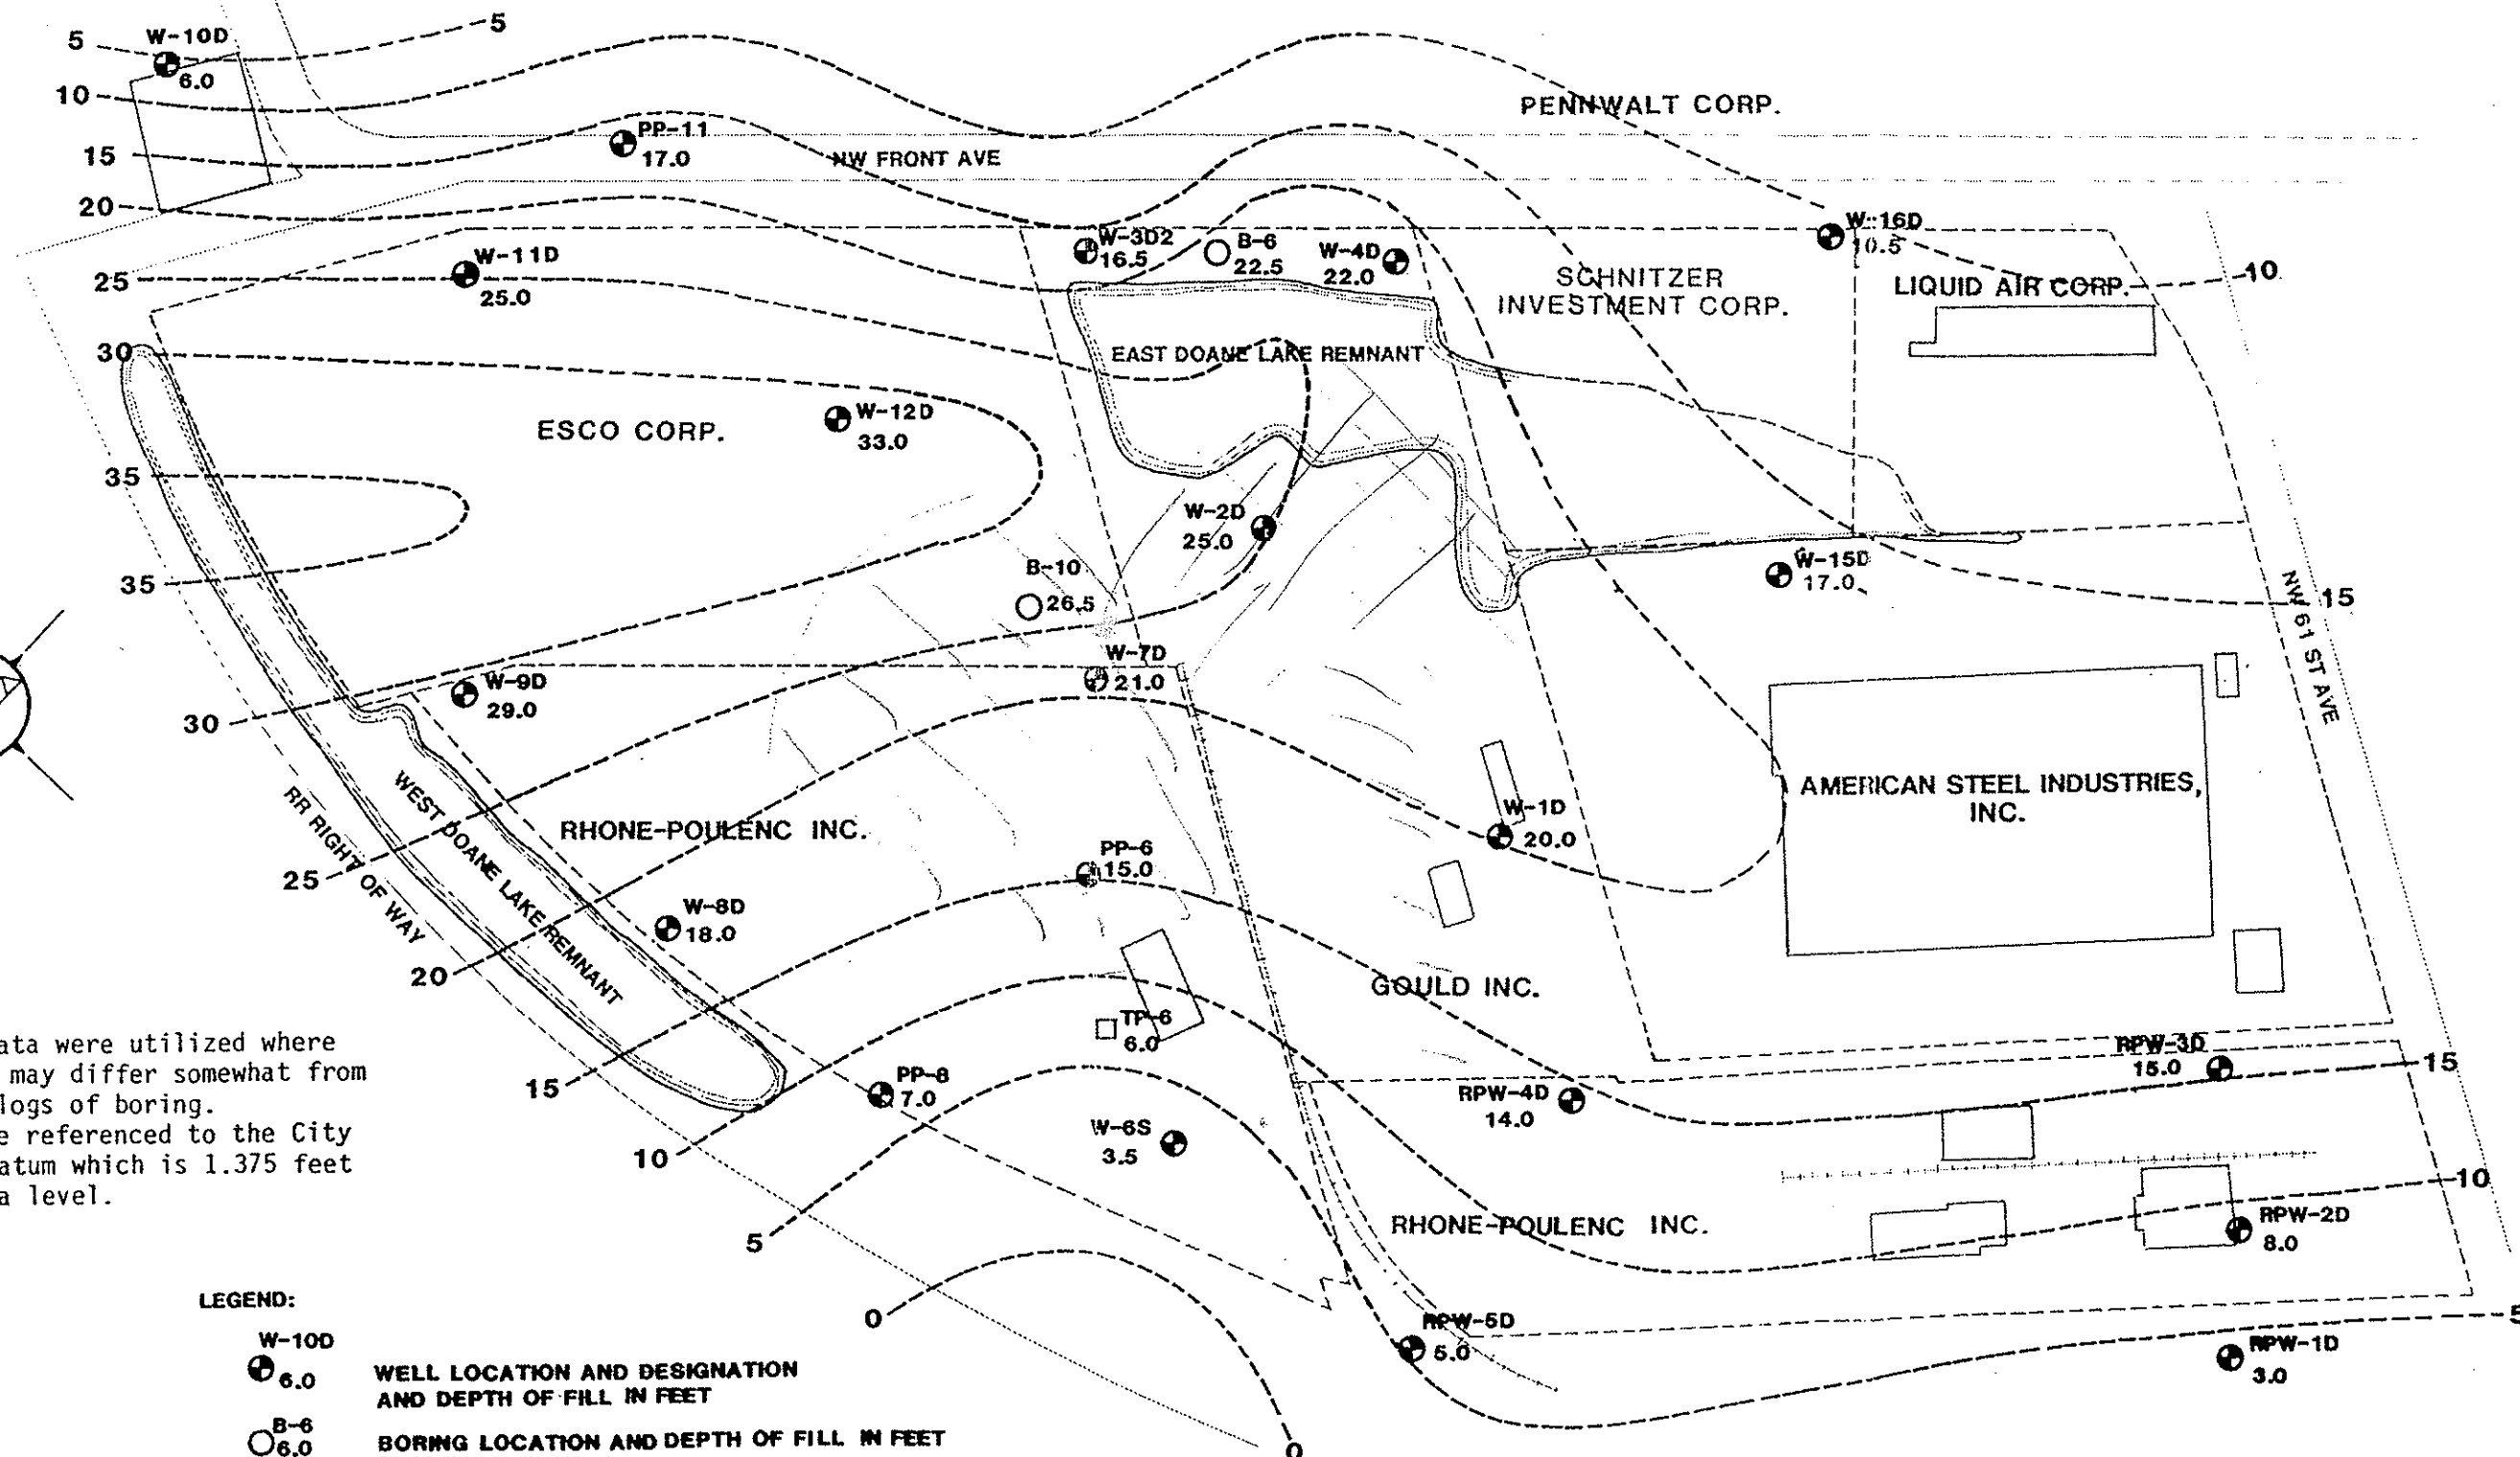 5
5
W-10D
6.0
10
PENNWALT CORP.
PP-11
17.0
15
NW FRONT AVE
20
W-16D
10.5
W-3D2
16.5
B-6
22.5
W-4D
22.0
W-11D
25.0
25
SCHNITZER
INVESTMENT CORP.
LIQUID AIR CORP.
10
30
EAST DOANE LAKE REMNANT
W-12D
33.0
ESCO CORP.
35
W-2D
25.0
B-10
26.5
W-15D
17.0
35
15
NW 61 ST AVE
W-7D
21.0
W-9D
29.0
30
AMERICAN STEEL INDUSTRIES,
INC.
W-1D
20.0
RHONE-POULENC INC.
WEST DOANE LAKE REMNANT
RR RIGHT OF WAY
PP-6
15.0
25
W-8D
18.0
20
GOULD INC.
TP-6
6.0
ata were utilized where
may differ somewhat from
logs of boring.
e referenced to the City
atum which is 1.375 feet
a level.
15
PP-8
7.0
RPW-3D
15.0
15
RPW-4D
14.0
W-6S
3.5
10
10
RHONE-POULENC INC.
RPW-2D
8.0
5
0
RPW-5D
5.0
5
RPW-1D
3.0
0
LEGEND:
W-10D
6.0
WELL LOCATION AND DESIGNATION
AND DEPTH OF FILL IN FEET
B-6
6.0
BORING LOCATION AND DEPTH OF FILL IN FEET